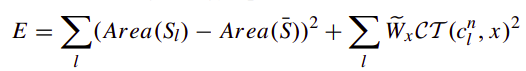 E = ∑_l (Area(S_l) − Area(S̄))² + ∑_l W̃_x 𝒞𝒯(c_l^n, x)²